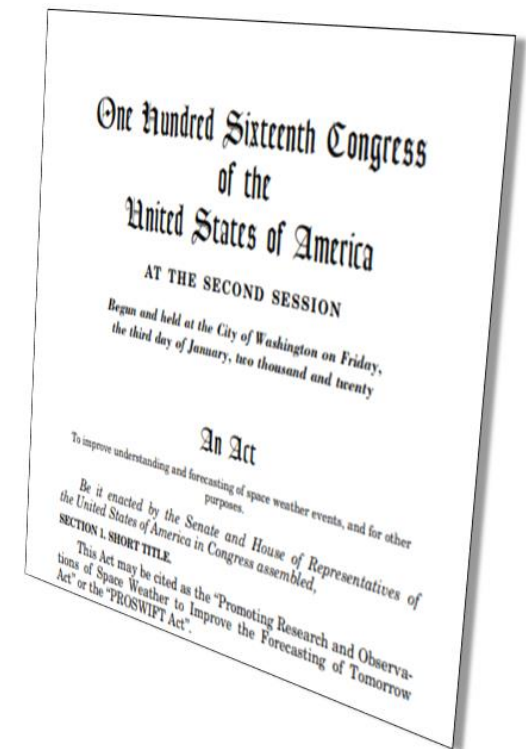 One Hundred Sixteenth Congress
of the
United States of America
AT THE SECOND SESSION
Begun and held at the City of Washington on Friday,
the third day of January, two thousand and twenty
An Act
To improve understanding and forecasting of space weather events, and for other
purposes.
Be it enacted by the Senate and House of Representatives of
the United States of America in Congress assembled,
SECTION 1. SHORT TITLE.
This Act may be cited as the “Promoting Research and Observa-
tions of Space Weather to Improve the Forecasting of Tomorrow
Act” or the “PROSWIFT Act”.